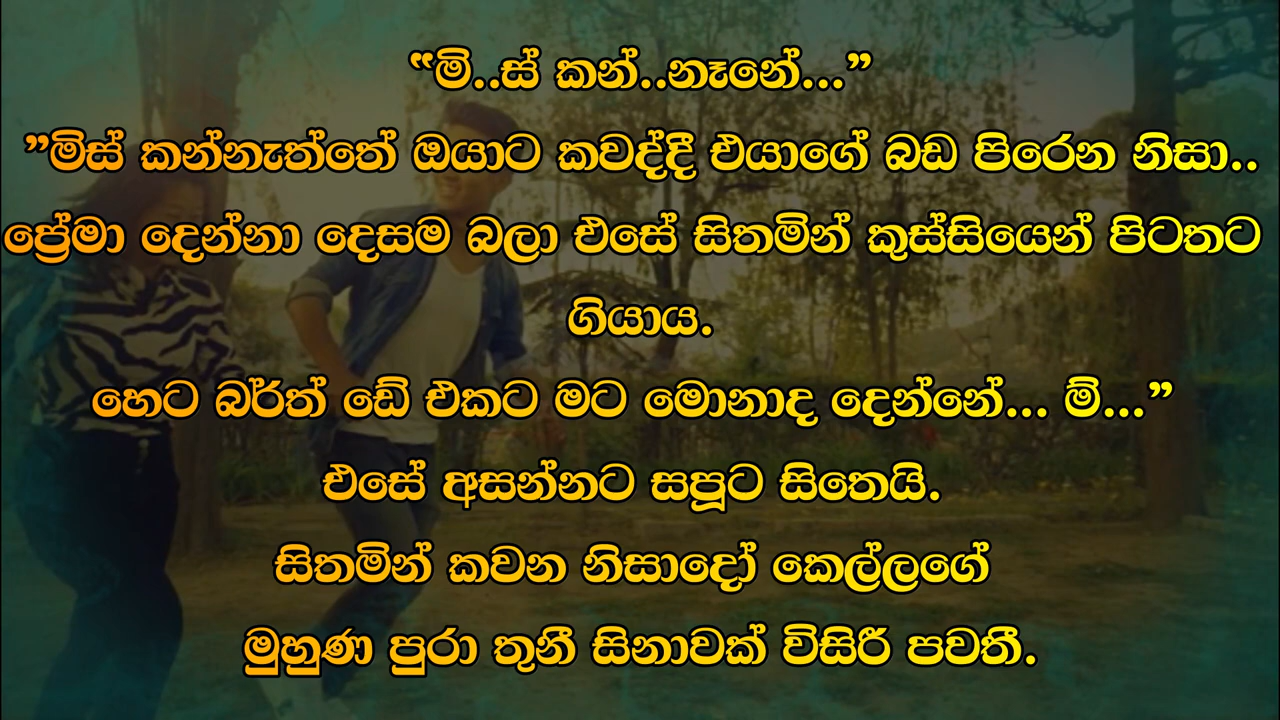 “මි..ස් කන්..නෑනේ...”
”මිස් කන්නැත්තේ ඔයාට කවද්දී එයාගේ බඩ පිරෙන නිසා..
ප්‍රේමා දෙන්නා දෙසම බලා එසේ සිතමින් කුස්සියෙන් පිටතට
ගියාය.
හෙට බර්ත් ඩේ එකට මට මොනාද දෙන්නේ... ම්...”
එසේ අසන්නට සපූට සිතෙයි.
සිතමින් කවන නිසාදෝ කෙල්ලගේ
මුහුණ පුරා තුනී සිනාවක් විසිරී පවතී.